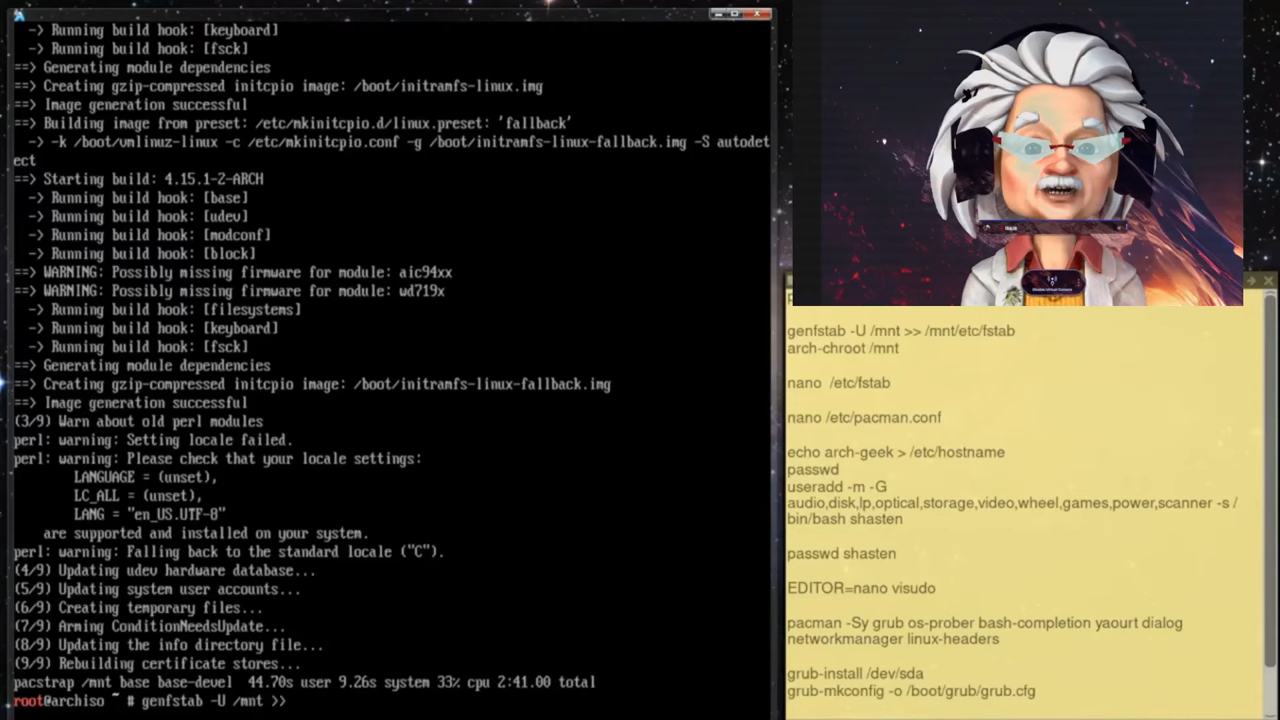 -> Running build hook: [keyboard]
-> Running build hook: [fsck]
==> Generating module dependencies
==> Creating gzip-compressed initcpio image: /boot/initramfs-linux.img
==> Image generation successful
==> Building image from preset: /etc/mkinitcpio.d/linux.preset: 'fallback'
-> -k /boot/vmlinuz-linux -c /etc/mkinitcpio.conf -g /boot/initramfs-linux-fallback.img -S autodet
ect
==> Starting build: 4.15.1-2-ARCH
-> Running build hook: [base]
-> Running build hook: [udev]
-> Running build hook: [modconf]
-> Running build hook: [block]
==> WARNING: Possibly missing firmware for module: aic94xx
==> WARNING: Possibly missing firmware for module: wd719x
-> Running build hook: [filesystems]
-> Running build hook: [keyboard]
-> Running build hook: [fsck]
==> Generating module dependencies
==> Creating gzip-compressed initcpio image: /boot/initramfs-linux-fallback.img
==> Image generation successful
(3/9) Warn about old perl modules
perl: warning: Setting locale failed.
perl: warning: Please check that your locale settings:
LANGUAGE = (unset),
LC_ALL = (unset),
LANG = "en_US.UTF-8"
are supported and installed on your system.
perl: warning: Falling back to the standard locale ("C").
(4/9) Updating udev hardware database...
(5/9) Updating system user accounts...
(6/9) Creating temporary files...
(7/9) Arming ConditionNeedsUpdate...
(8/9) Updating the info directory file...
(9/9) Rebuilding certificate stores...
pacstrap /mnt base base-devel 44.70s user 9.26s system 33% cpu 2:41.00 total
root@archiso ~ # genfstab -U /mnt >>
genfstab -U /mnt >> /mnt/etc/fstab
arch-chroot /mnt
nano /etc/fstab
nano /etc/pacman.conf
echo arch-geek > /etc/hostname
passwd
useradd -m -G
audio,disk,lp,optical,storage,video,wheel,games,power,scanner -s /
bin/bash shasten
passwd shasten
EDITOR=nano visudo
pacman -Sy grub os-prober bash-completion yaourt dialog
networkmanager linux-headers
grub-install /dev/sda
grub-mkconfig -o /boot/grub/grub.cfg